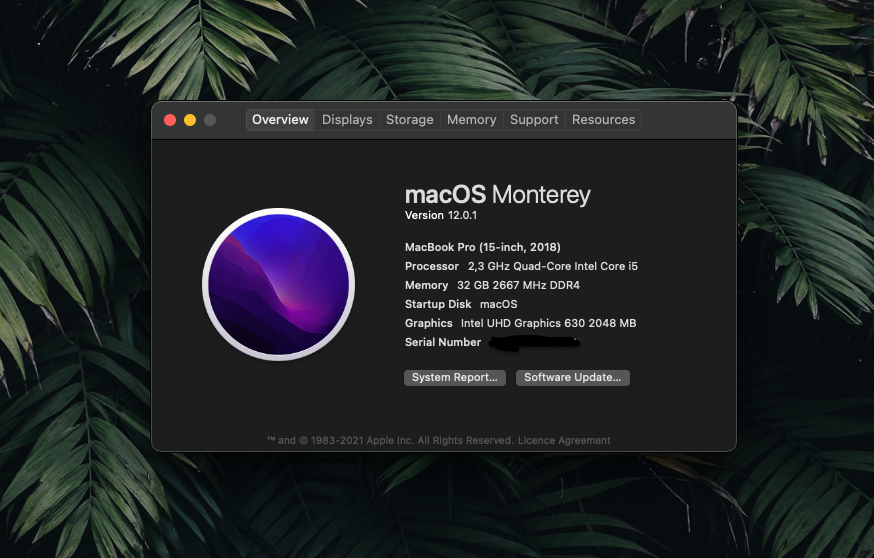 Overview Displays Storage Memory Support Resources
macOS Monterey
Version 12.0.1
MacBook Pro (15-inch, 2018)
Processor 2,3 GHz Quad-Core Intel Core i5
Memory 32 GB 2667 MHz DDR4
Startup Disk macOS
Graphics Intel UHD Graphics 630 2048 MB
Serial Number
System Report... Software Update...
™ and © 1983-2021 Apple Inc. All Rights Reserved. Licence Agreement